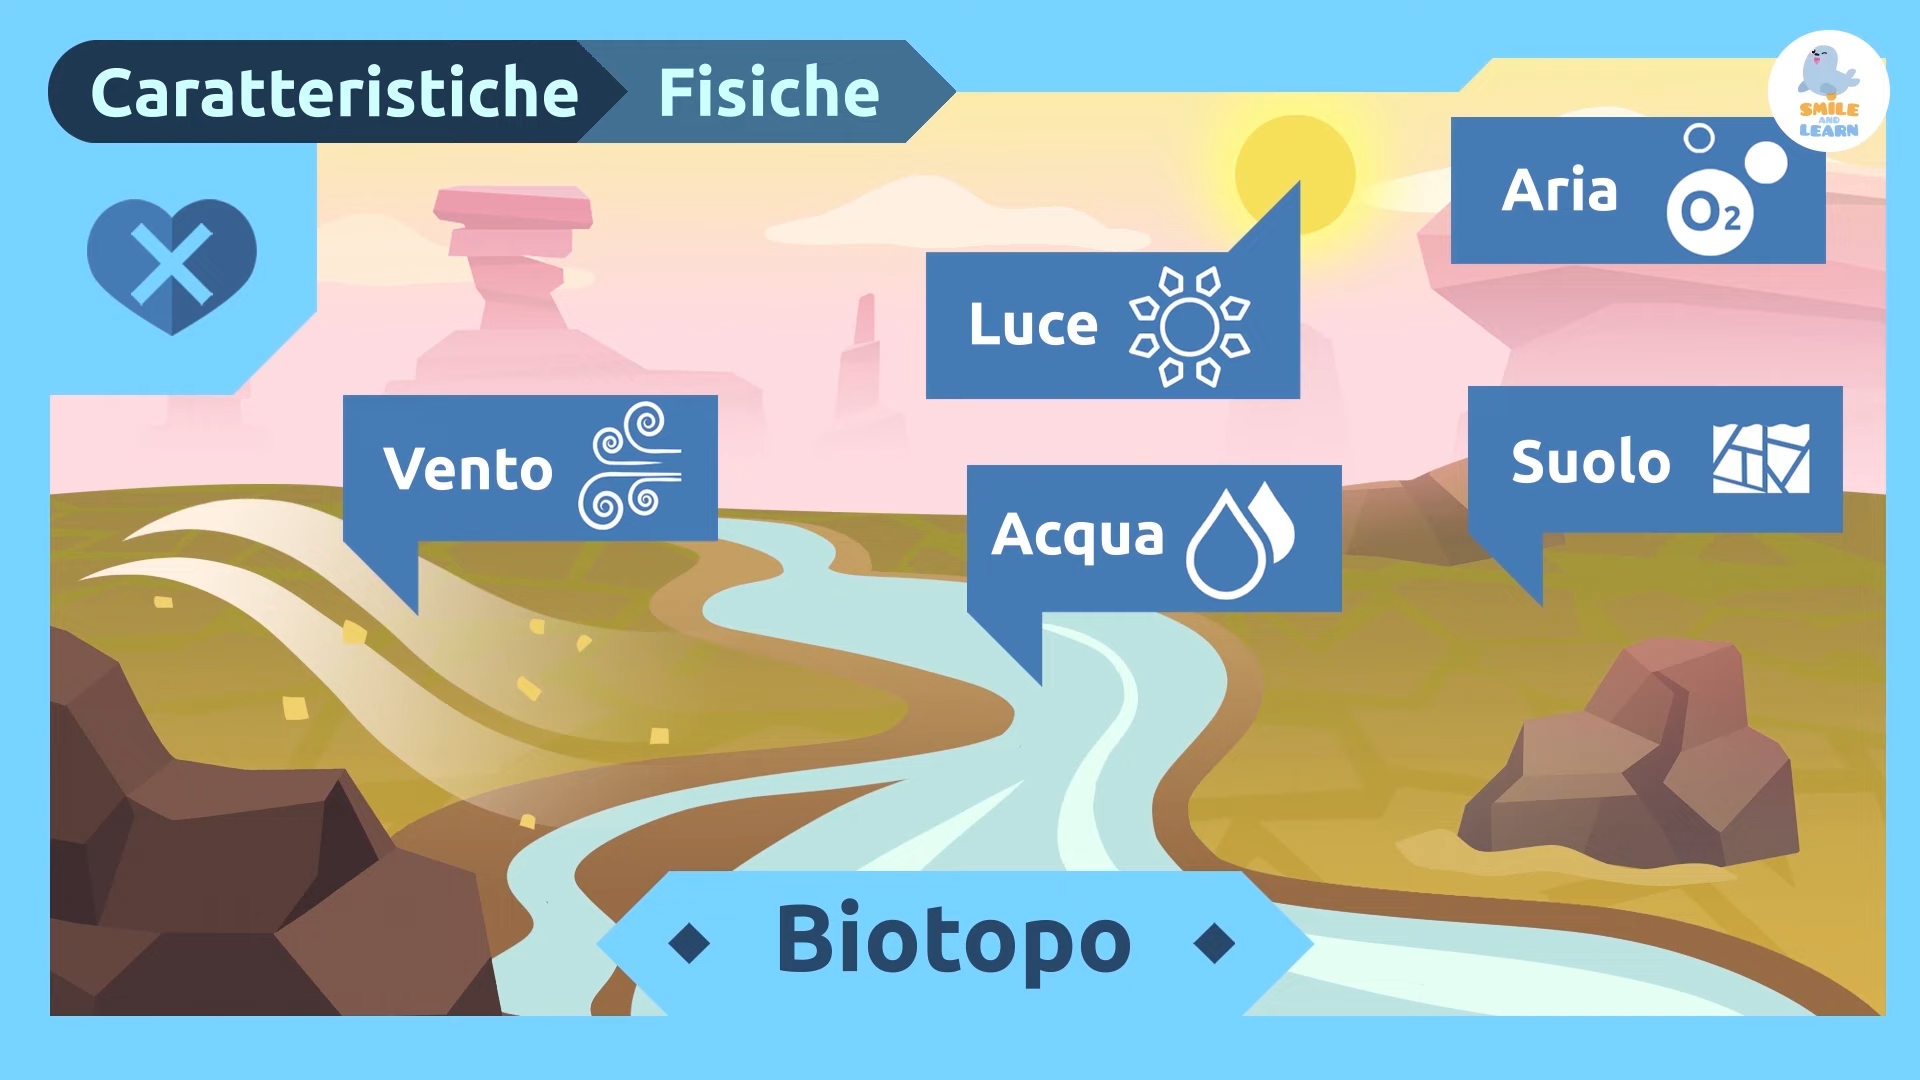 Caratteristiche Fisiche
SMILE
AND
LEARN
Aria O2
Luce
Vento
Suolo
Acqua
Biotopo